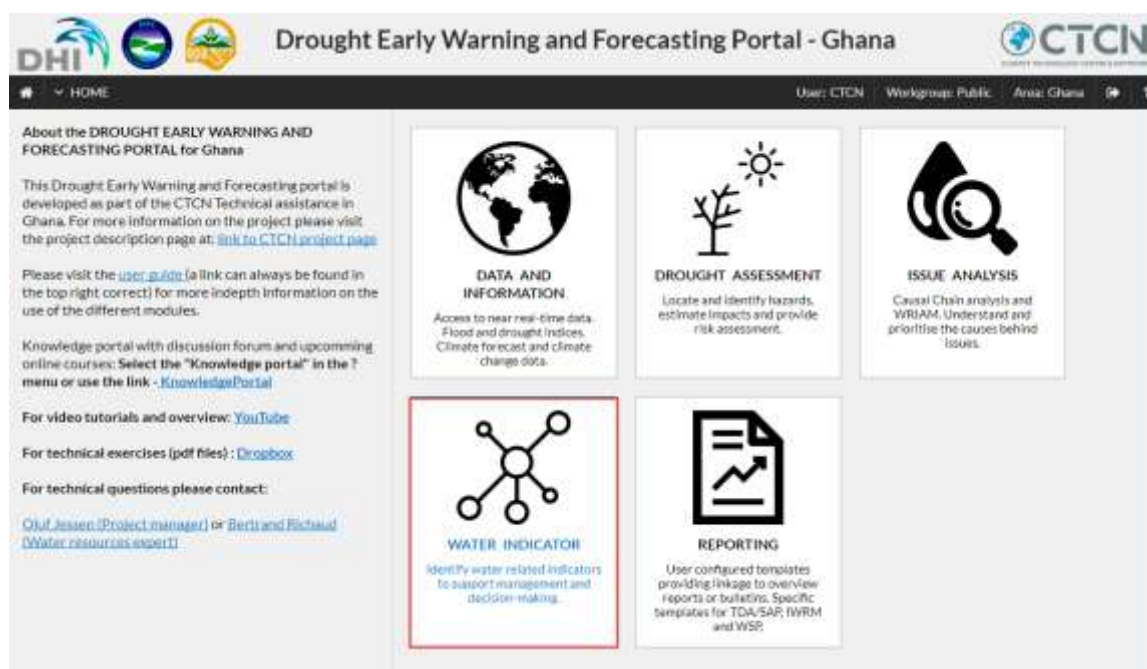 DHI
Drought Early Warning and Forecasting Portal - Ghana
CTCN
HOME
User: CTCN
Workgroup: Public
Area: Ghana
About the DROUGHT EARLY WARNING AND
FORECASTING PORTAL for Ghana
This Drought Early Warning and Forecasting portal is
developed as part of the CTCN Technical assistance in
Ghana. For more information on the project please visit
the project description page at: link to CTCN project page
Please visit the user guide (a link can always be found in
the top right correct) for more indepth information on the
use of the different modules.
Knowledge portal with discussion forum and upcomming
online courses: Select the "Knowledge portal" in the ?
menu or use the link - KnowledgePortal
For video tutorials and overview: YouTube
For technical exercises (pdf files) : Dropbox
For technical questions please contact:
Oluf Jessen (Project manager) or Bertrand Richaud
(Water resources expert)
DATA AND
INFORMATION
Access to near real-time data.
Flood and drought indices.
Climate forecast and climate
change data.
DROUGHT ASSESSMENT
Locate and identify hazards,
estimate impacts and provide
risk assessment.
ISSUE ANALYSIS
Causal Chain analysis and
WRIAM. Understand and
prioritise the causes behind
issues.
WATER INDICATOR
Identify water related indicators
to support management and
decision-making.
REPORTING
User configured templates
providing linkage to overview
reports or bulletins. Specific
templates for TDA/SAP, IWRM
and WSP.